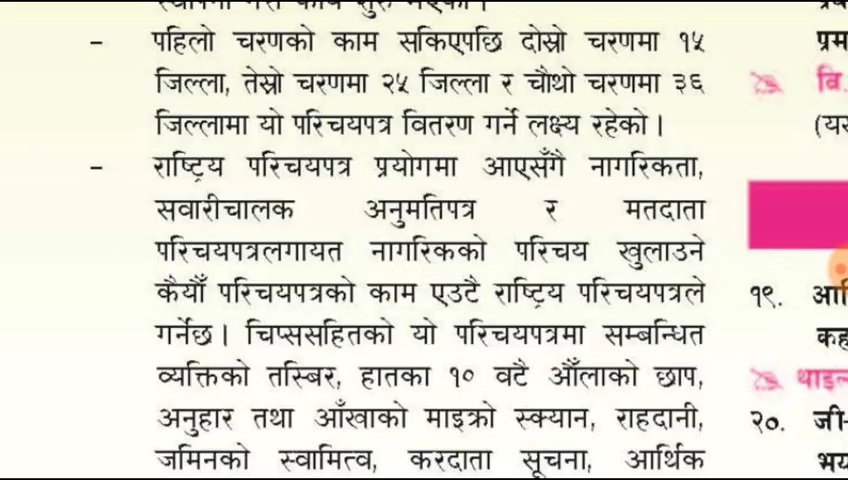 - पहिलो चरणको काम सकिएपछि दोस्रो चरणमा १५
जिल्ला, तेस्रो चरणमा २५ जिल्ला र चौथो चरणमा ३६
जिल्लामा यो परिचयपत्र वितरण गर्ने लक्ष्य रहेको ।
- राष्ट्रिय परिचयपत्र प्रयोगमा आएसँगै नागरिकता,
सवारीचालक अनुमतिपत्र र मतदाता
परिचयपत्रलगायत नागरिकको परिचय खुलाउने
कैयौँ परिचयपत्रको काम एउटै राष्ट्रिय परिचयपत्रले
गर्नेछ । चिप्ससहितको यो परिचयपत्रमा सम्बन्धित
व्यक्तिको तस्बिर, हातका १० वटै औँलाको छाप,
अनुहार तथा आँखाको माइक्रो स्क्यान, राहदानी,
जमिनको स्वामित्व, करदाता सूचना, आर्थिक
वि.
१९.
२०.